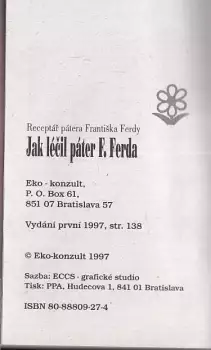 Receptář pátera Františka Ferdy
Jak léčil páter F. Ferda
Eko - konzult,
P. O. Box 61,
851 07 Bratislava 57
Vydání první 1997, str. 138
© Eko-konzult 1997
Sazba: ECCS - grafické studio
Tisk: PPA, Hudecova 1, 841 01 Bratislava
ISBN 80-88809-27-4